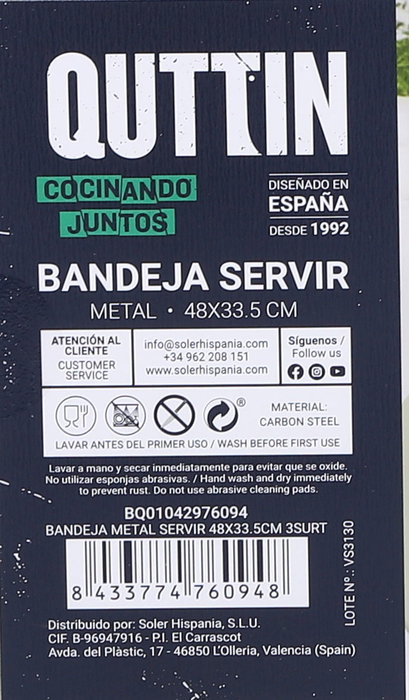 QUTTIN
COCINANDO
JUNTOS
DISEÑADO EN
ESPAÑA
DESDE 1992
BANDEJA SERVIR
METAL • 48X33.5 CM
ATENCIÓN AL
CLIENTE
CUSTOMER
SERVICE
info@solerhispania.com
+34 962 208 151
www.solerhispania.com
Síguenos /
Follow us
®
MATERIAL:
CARBON STEEL
LAVAR ANTES DEL PRIMER USO / WASH BEFORE FIRST USE
Lavar a mano y secar inmediatamente para evitar que se oxide.
No utilizar esponjas abrasivas. / Hand wash and dry immediately
to prevent rust. Do not use abrasive cleaning pads.
BQ01042976094
BANDEJA METAL SERVIR 48X33.5CM 3SURT
8 433774 760948
LOTE Nº.: VS3130
Distribuido por: Soler Hispania, S.L.U.
CIF. B-96947916 - P.I. El Carrascot
Avda. del Plàstic, 17 - 46850 L'Olleria, Valencia (Spain)